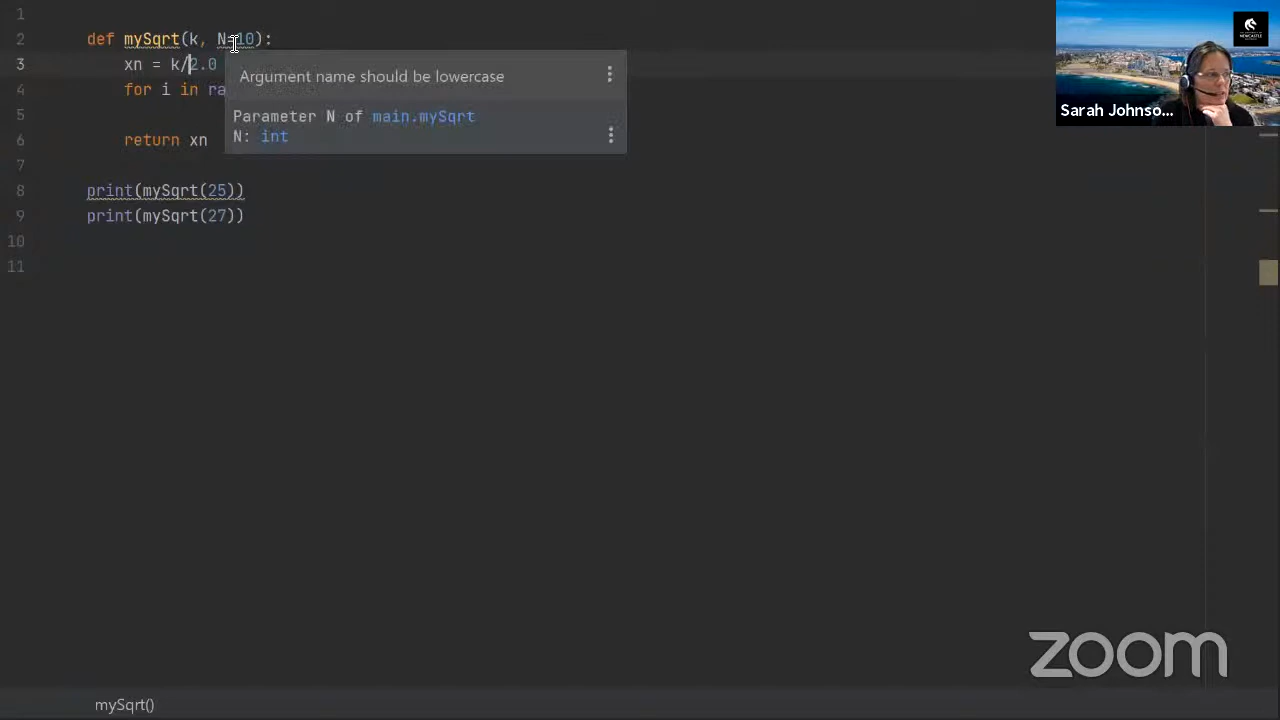 1
2 def mySqrt(k, N=10):
3 xn = k/2.0
4 for i in ra
5
6 return xn
7
8 print(mySqrt(25))
9 print(mySqrt(27))
10
11
Argument name should be lowercase
Parameter N of main.mySqrt
N: int
Sarah Johnso...
zoom
mySqrt()